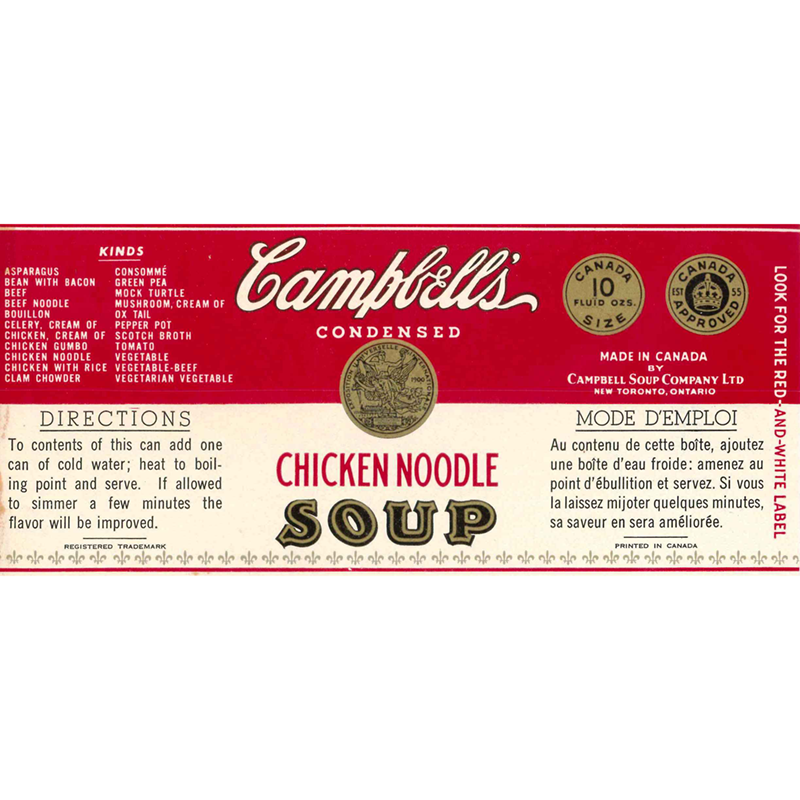 KINDS
ASPARAGUS
BEAN WITH BACON
BEEF
BEEF NOODLE
BOUILLON
CELERY, CREAM OF
CHICKEN, CREAM OF
CHICKEN GUMBO
CHICKEN NOODLE
CHICKEN WITH RICE
CLAM CHOWDER
CONSOMMÉ
GREEN PEA
MOCK TURTLE
MUSHROOM, CREAM OF
OX TAIL
PEPPER POT
SCOTCH BROTH
TOMATO
VEGETABLE
VEGETABLE-BEEF
VEGETARIAN VEGETABLE
DIRECTIONS
To contents of this can add one
can of cold water; heat to boil-
ing point and serve. If allowed
to simmer a few minutes the
flavor will be improved.
REGISTERED TRADEMARK
Campbell's
CONDENSED
1900
CHICKEN NOODLE
SOUP
CANADA
10
FLUID OZS.
SIZE
CANADA
EST 55
APPROVED
MADE IN CANADA
BY
CAMPBELL SOUP COMPANY LTD
NEW TORONTO, ONTARIO
MODE D'EMPLOI
Au contenu de cette boîte, ajoutez
une boîte d'eau froide: amenez au
point d'ébullition et servez. Si vous
la laissez mijoter quelques minutes,
sa saveur en sera améliorée.
PRINTED IN CANADA
LOOK FOR THE RED-AND-WHITE LABEL